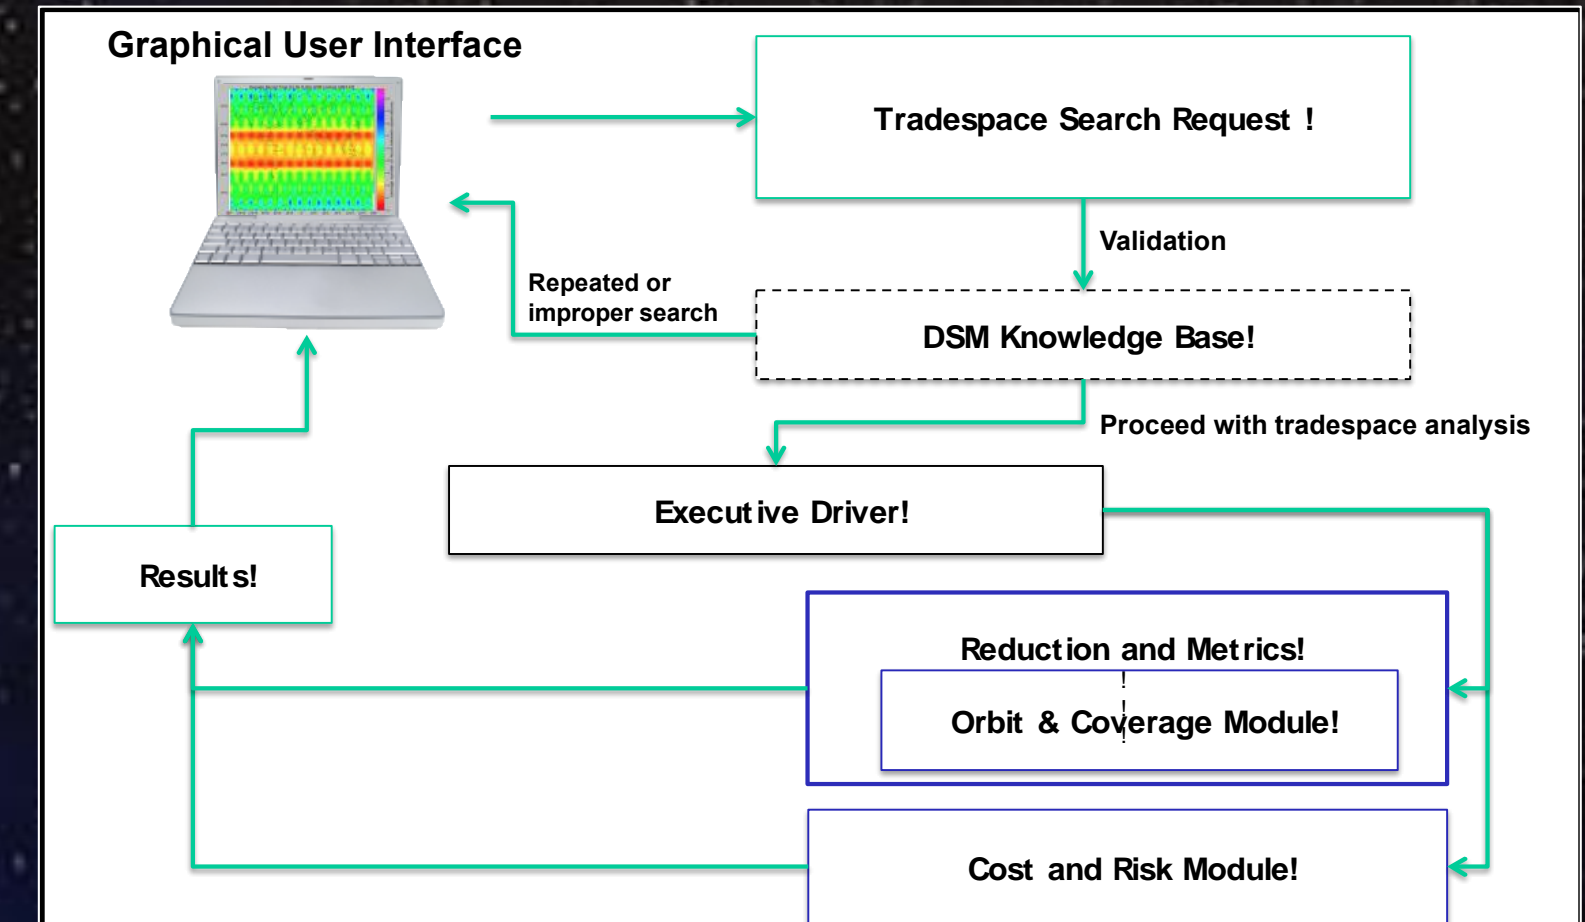 Graphical User Interface
Tradespace Search Request !
Validation
Repeated or
improper search
DSM Knowledge Base!
Proceed with tradespace analysis
Executive Driver!
Results!
Reduction and Metrics!
!
!
Orbit & Coverage Module!
!
Cost and Risk Module!